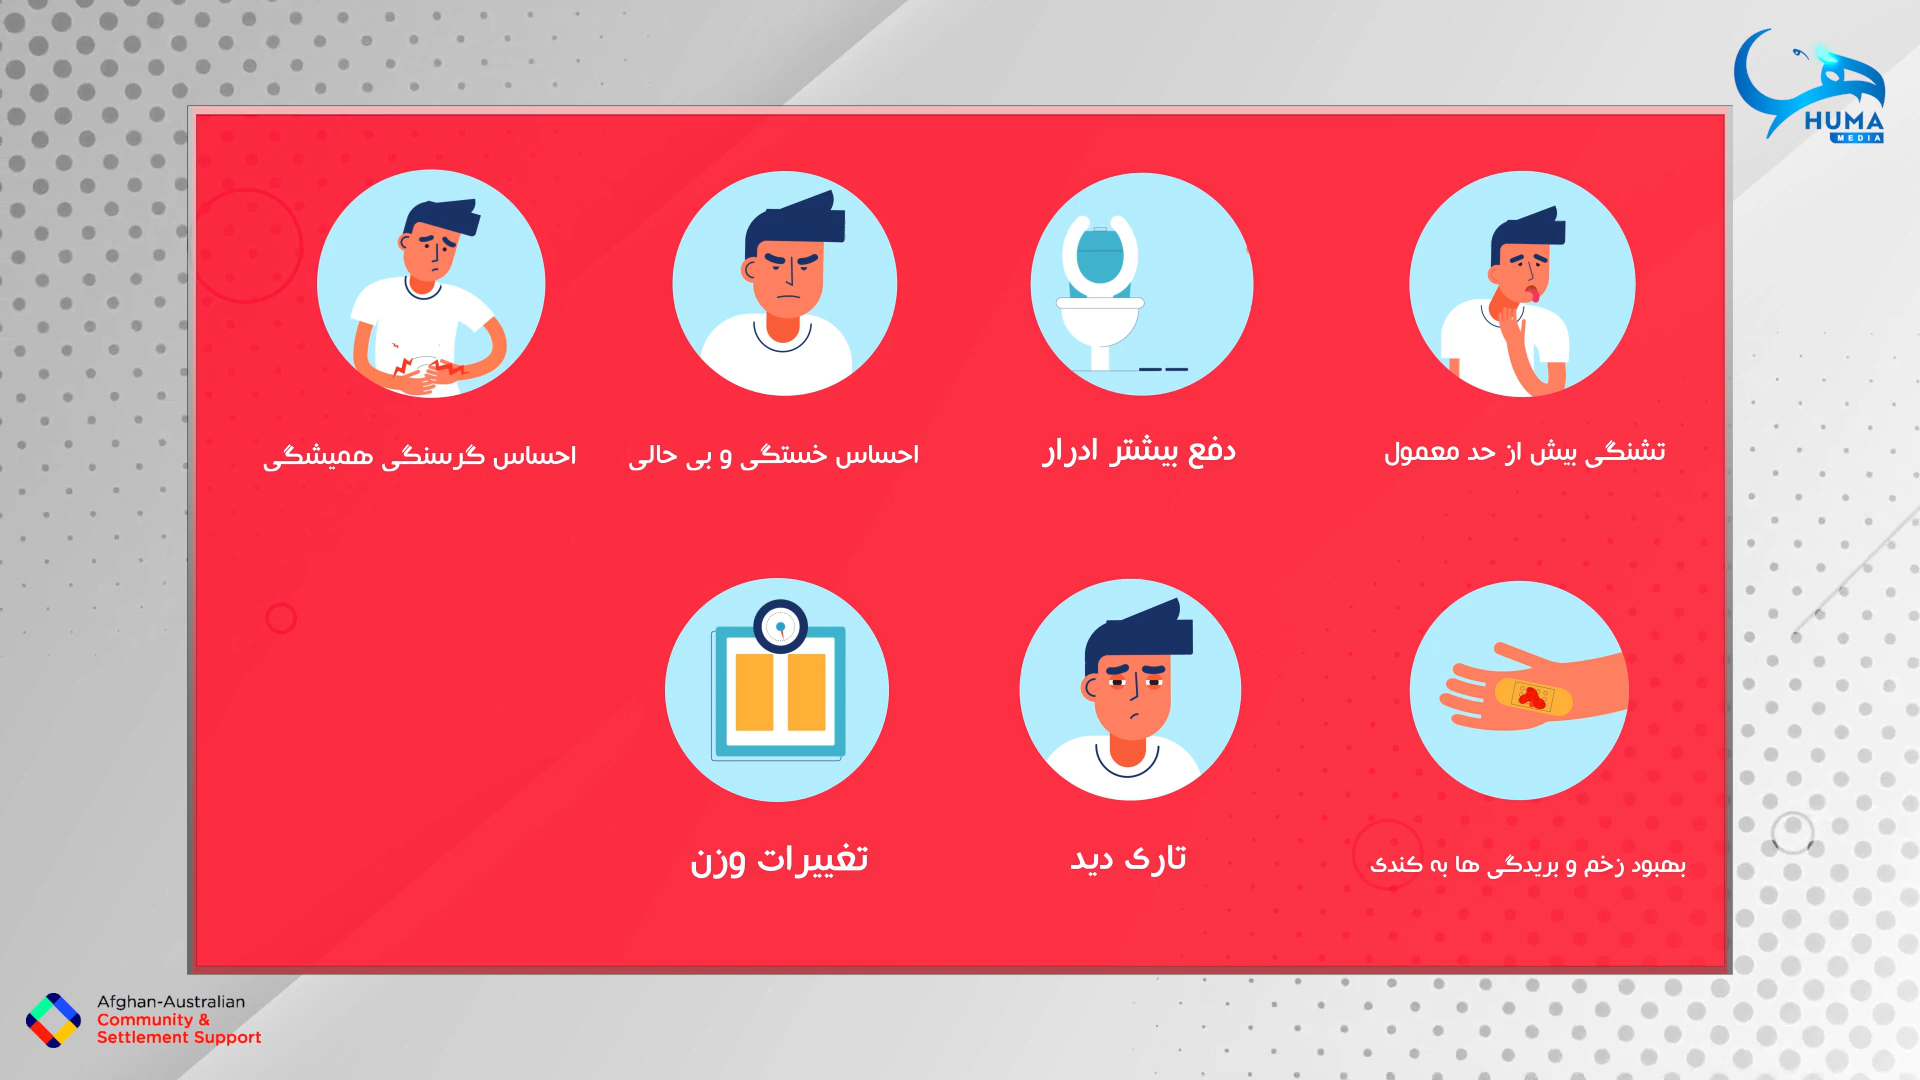 HUMA
MEDIA
تشنگی بیش از حد معمول
دفع بیشتر ادرار
احساس خستگی و بی حالی
احساس گرسنگی همیشگی
بهبود زخم و بریدگی ها به کندی
تاری دید
تغییرات وزن
Afghan-Australian
Community &
Settlement Support